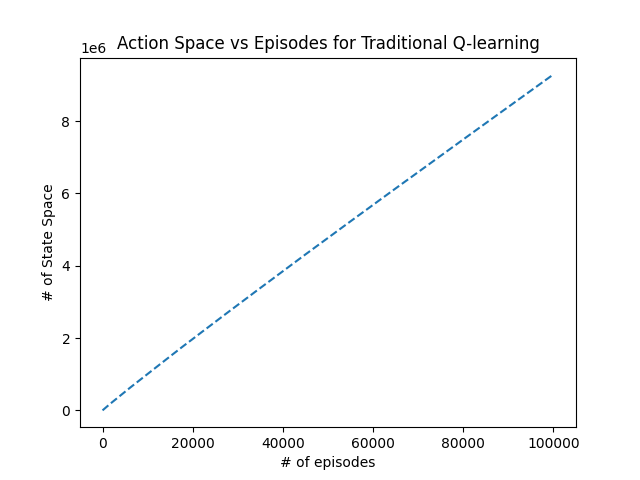 Action Space vs Episodes for Traditional Q-learning
1e6
8
6
4
2
0
# of State Space
0 20000 40000 60000 80000 100000
# of episodes